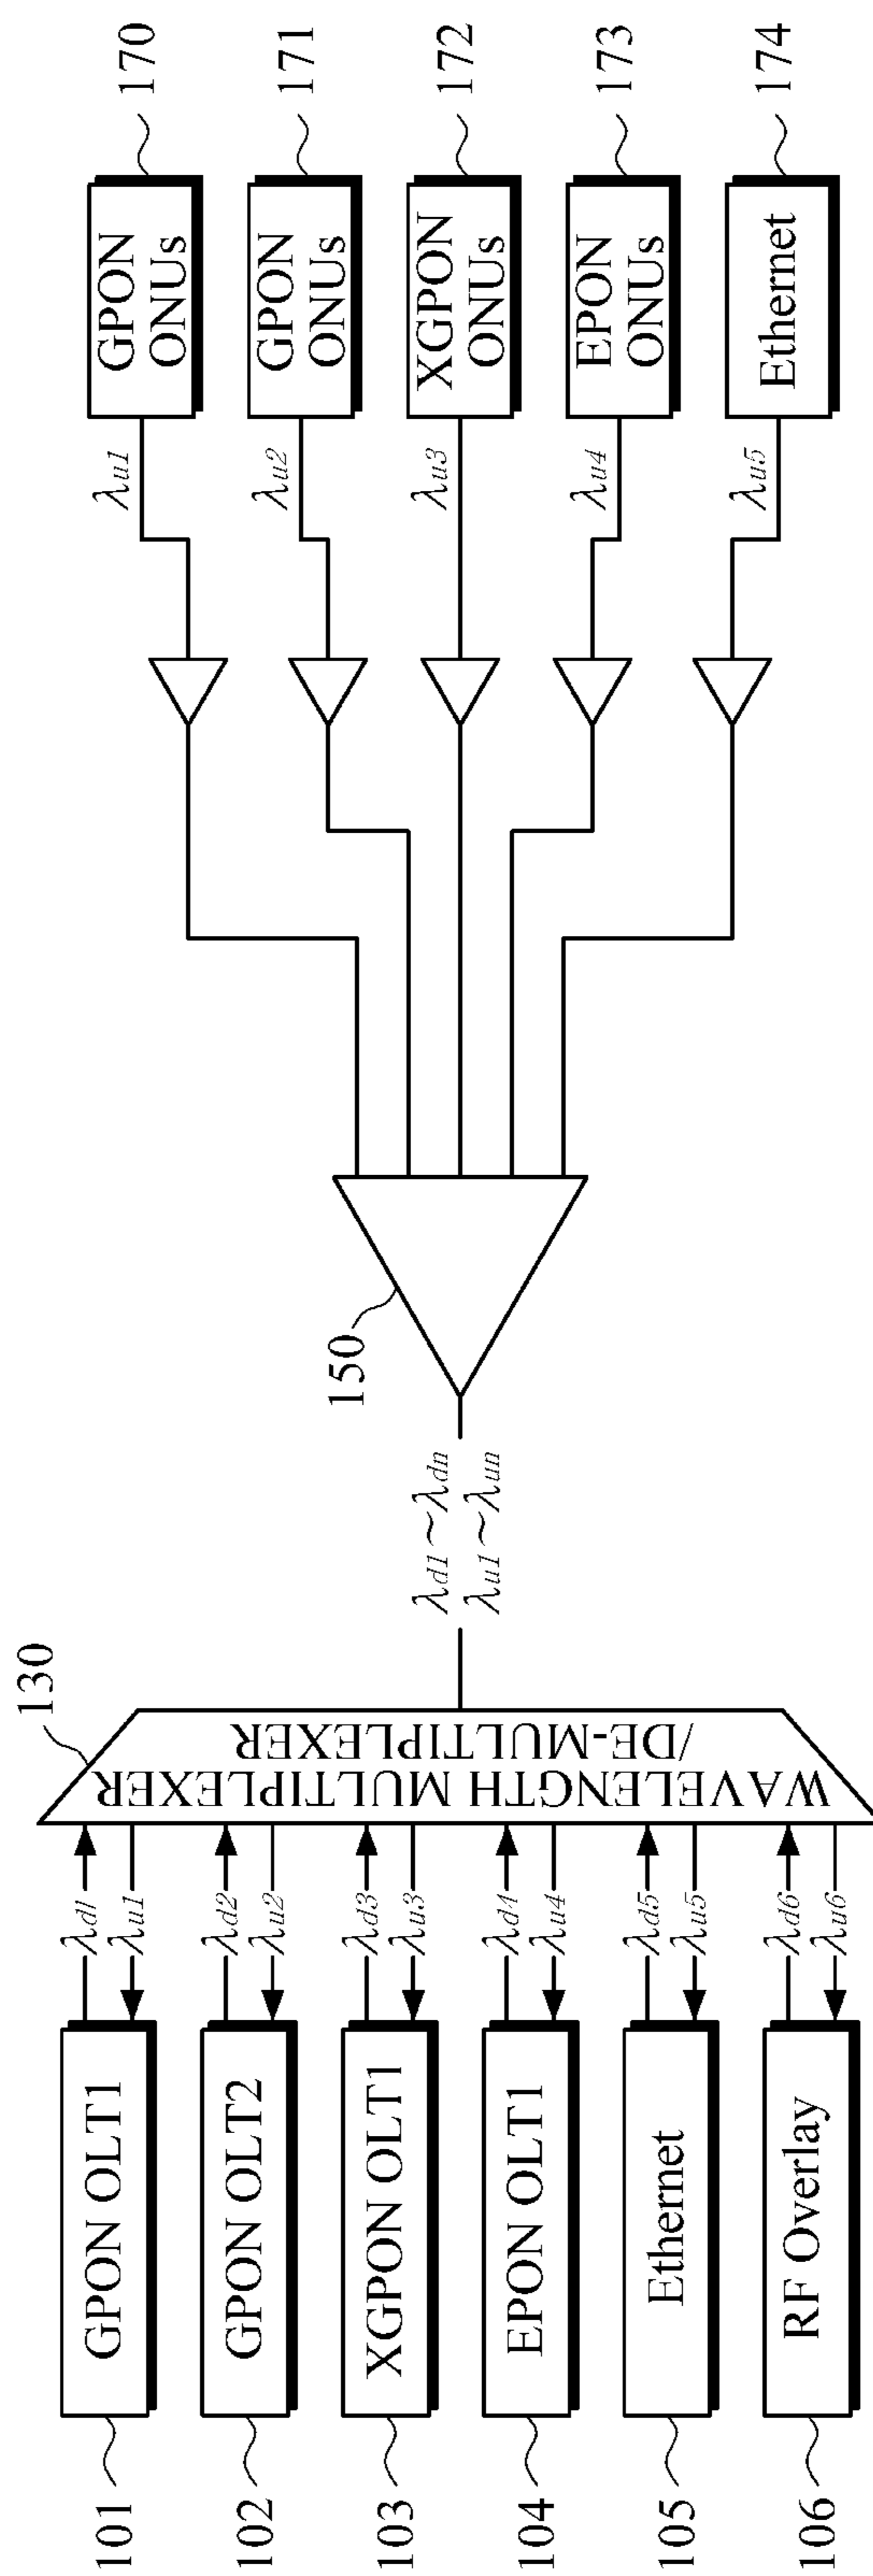 101
GPON OLT1
λd1
λu1
102
GPON OLT2
λd2
λu2
103
XGPON OLT1
λd3
λu3
104
EPON OLT1
λd4
λu4
105
Ethernet
λd5
λu5
106
RF Overlay
λd6
λu6
130
WAVELENGTH MULTIPLEXER
/DE-MULTIPLEXER
λd1~λdn
λu1~λun
150
λu1
GPON
ONUs
170
λu2
GPON
ONUs
171
λu3
XGPON
ONUs
172
λu4
EPON
ONUs
173
λu5
Ethernet
174